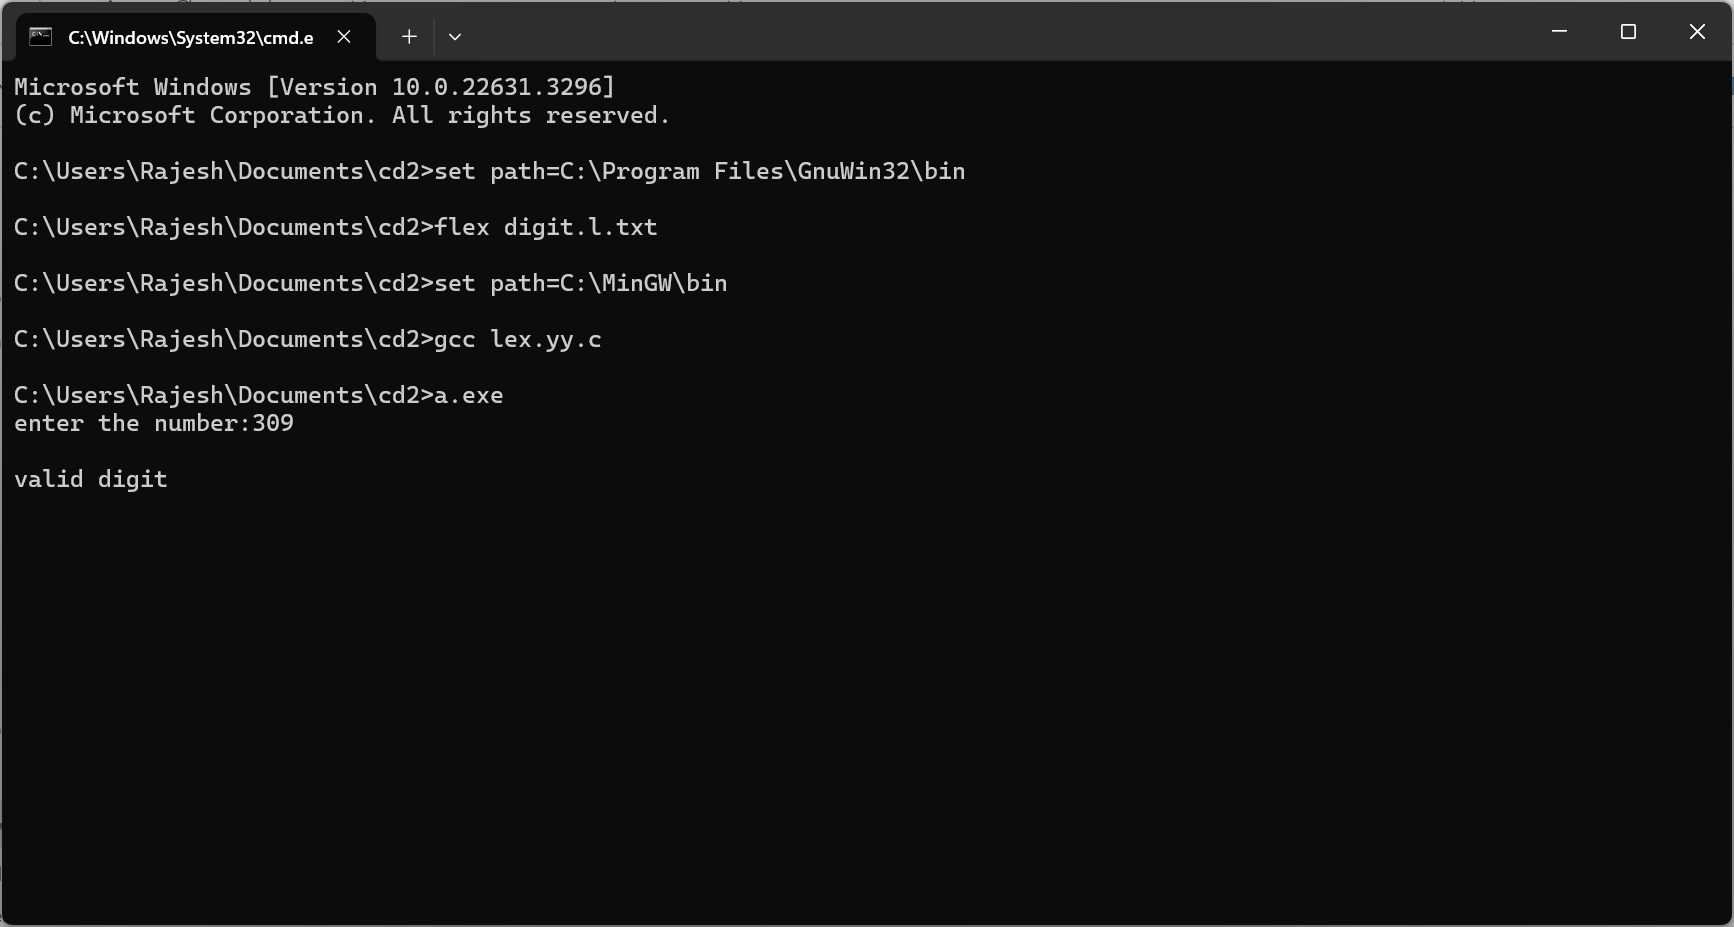 C:\Windows\System32\cmd.e
Microsoft Windows [Version 10.0.22631.3296]
(c) Microsoft Corporation. All rights reserved.
C:\Users\Rajesh\Documents\cd2>set path=C:\Program Files\GnuWin32\bin
C:\Users\Rajesh\Documents\cd2>flex digit.l.txt
C:\Users\Rajesh\Documents\cd2>set path=C:\MinGW\bin
C:\Users\Rajesh\Documents\cd2>gcc lex.yy.c
C:\Users\Rajesh\Documents\cd2>a.exe
enter the number:309
valid digit